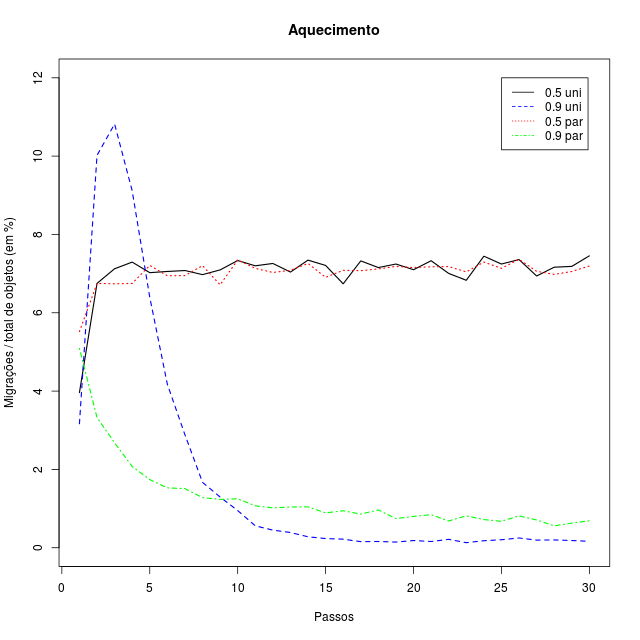 Aquecimento
Migrações / total de objetos (em %)
12
10
8
6
4
2
0
0.5 uni
0.9 uni
0.5 par
0.9 par
0 5 10 15 20 25 30
Passos